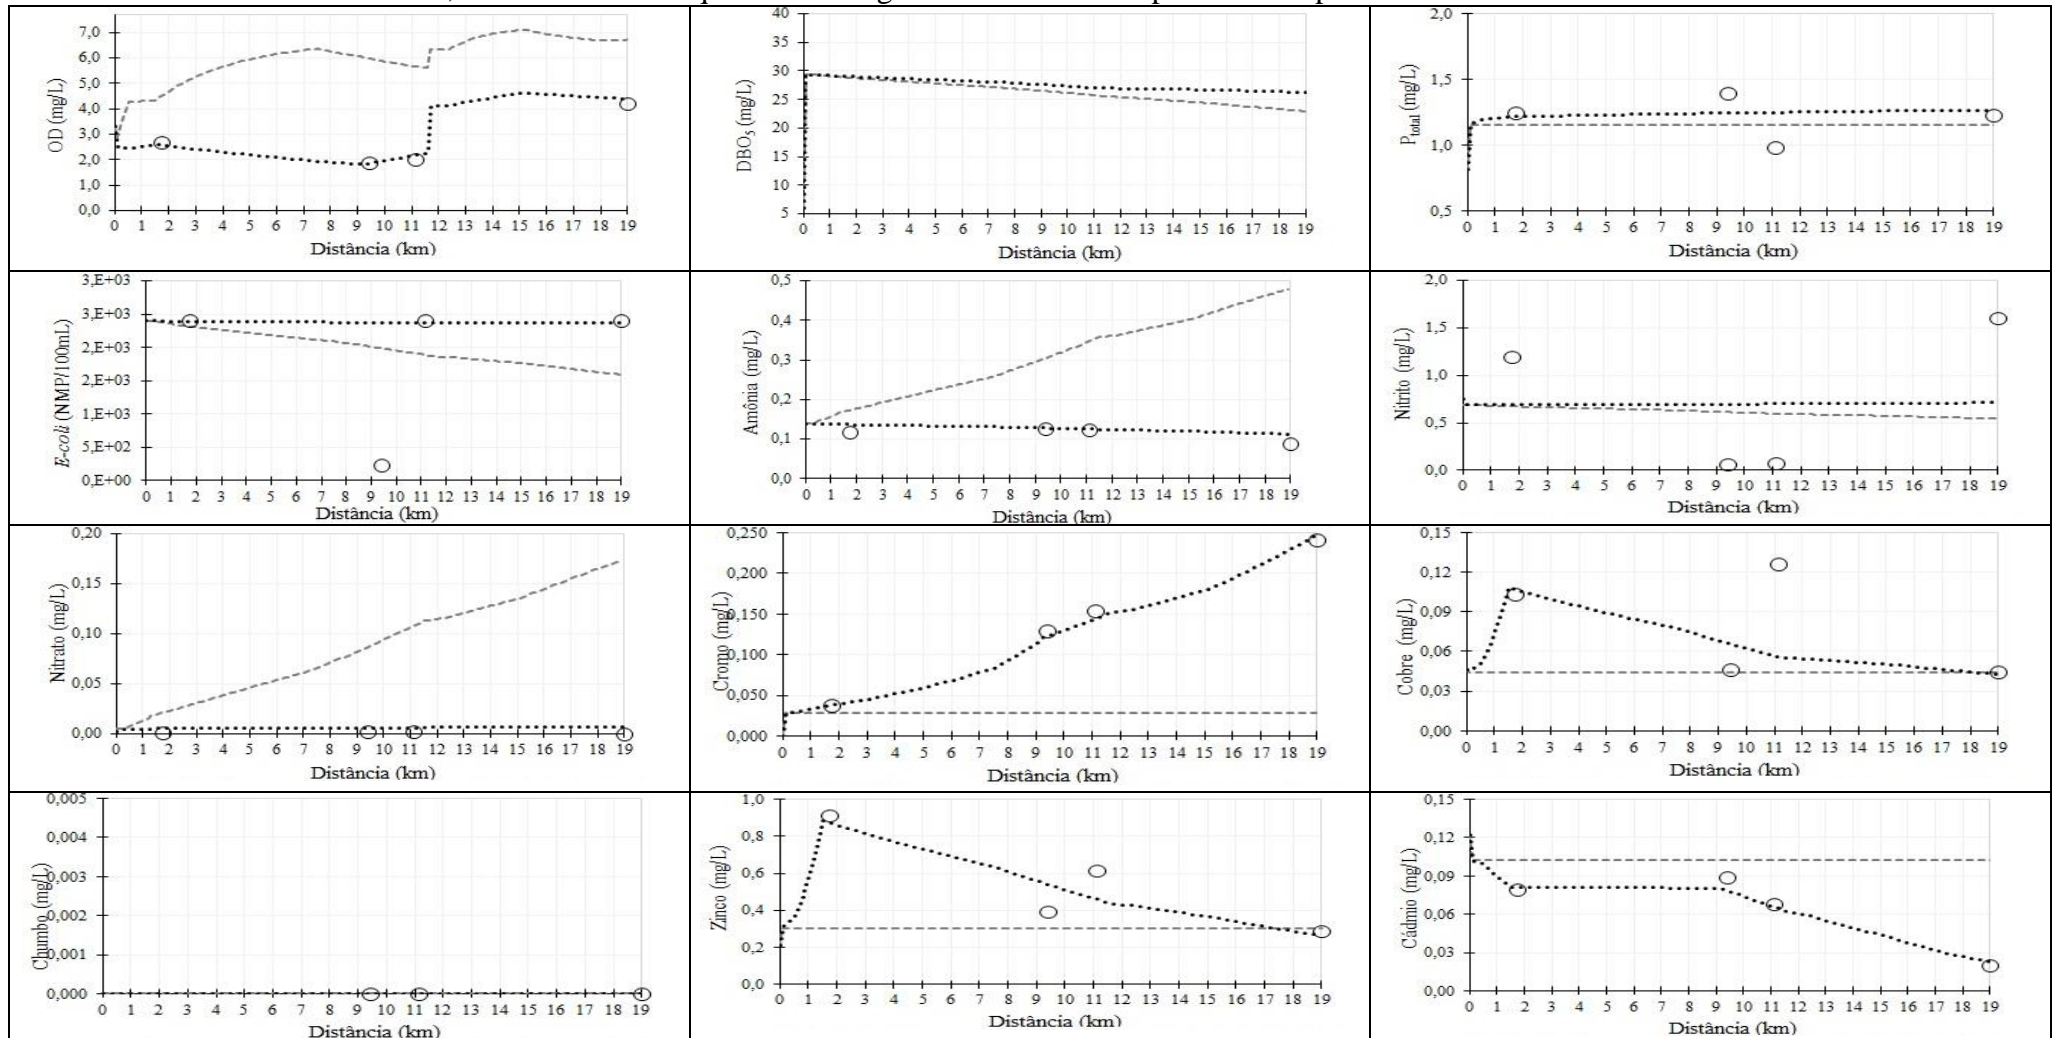 OD (mg/L)
7,0
6,0
5,0
4,0
3,0
2,0
1,0
0,0
0 1 2 3 4 5 6 7 8 9 10 11 12 13 14 15 16 17 18 19
Distância (km)
DBO5 (mg/L)
40
35
30
25
20
15
10
5
0 1 2 3 4 5 6 7 8 9 10 11 12 13 14 15 16 17 18 19
Distância (km)
Ptotal (mg/L)
2,0
1,5
1,0
0,5
0 1 2 3 4 5 6 7 8 9 10 11 12 13 14 15 16 17 18 19
Distância (km)
E-coli (NMP/100mL)
3,E+03
3,E+03
2,E+03
2,E+03
1,E+03
5,E+02
0,E+00
0 1 2 3 4 5 6 7 8 9 10 11 12 13 14 15 16 17 18 19
Distância (km)
Amônia (mg/L)
0,5
0,4
0,3
0,2
0,1
0,0
0 1 2 3 4 5 6 7 8 9 10 11 12 13 14 15 16 17 18 19
Distância (km)
Nitrito (mg/L)
2,0
1,5
1,0
0,5
0,0
0 1 2 3 4 5 6 7 8 9 10 11 12 13 14 15 16 17 18 19
Distância (km)
Nitrato (mg/L)
0,20
0,15
0,10
0,05
0,00
0 1 2 3 4 5 6 7 8 9 10 11 12 13 14 15 16 17 18 19
Distância (km)
Cromo (mg/L)
0,250
0,200
0,150
0,100
0,050
0,000
0 1 2 3 4 5 6 7 8 9 10 11 12 13 14 15 16 17 18 19
Distância (km)
Cobre (mg/L)
0,15
0,12
0,09
0,06
0,03
0,00
0 1 2 3 4 5 6 7 8 9 10 11 12 13 14 15 16 17 18 19
Distância (km)
Chumbo (mg/L)
0,005
0,004
0,003
0,002
0,001
0,000
0 1 2 3 4 5 6 7 8 9 10 11 12 13 14 15 16 17 18 19
Distância (km)
Zinco (mg/L)
1,0
0,8
0,6
0,4
0,2
0,0
0 1 2 3 4 5 6 7 8 9 10 11 12 13 14 15 16 17 18 19
Distância (km)
Cádmio (mg/L)
0,15
0,12
0,09
0,06
0,03
0,00
0 1 2 3 4 5 6 7 8 9 10 11 12 13 14 15 16 17 18 19
Distância (km)